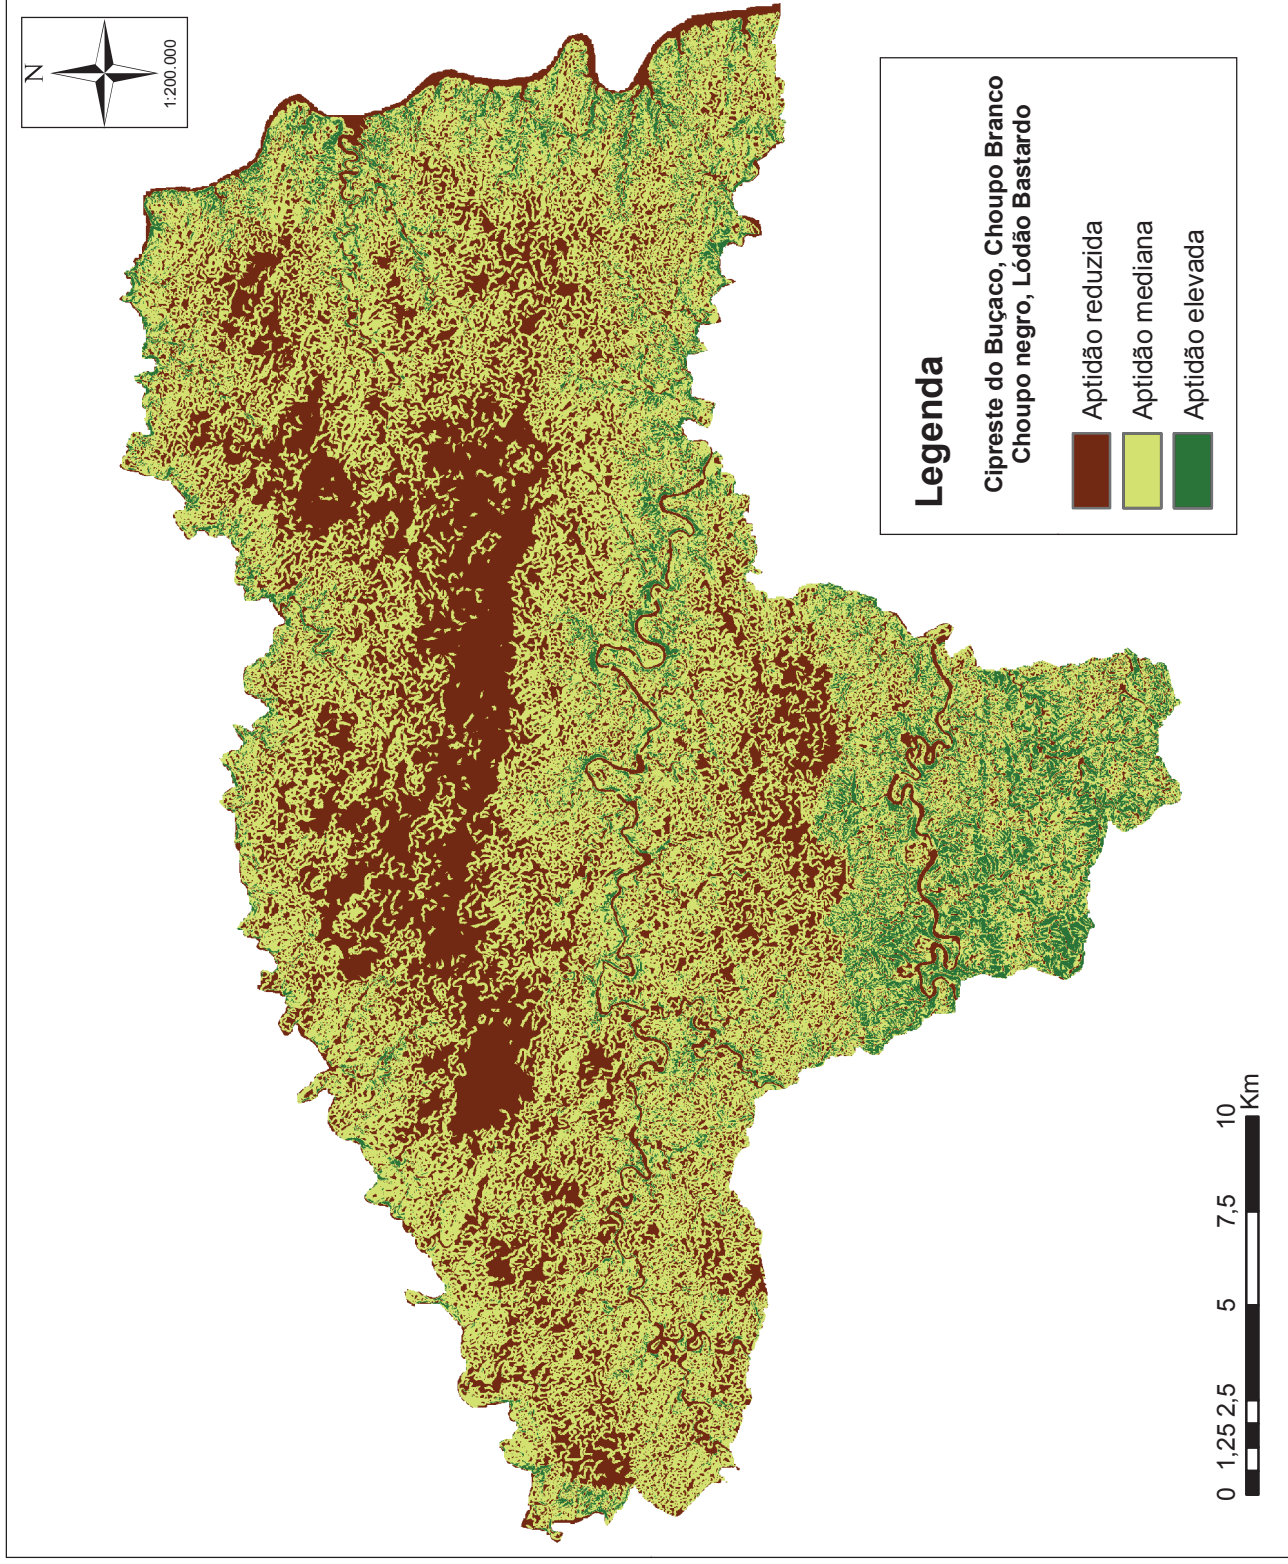 N
1:200.000
Legenda
Cipreste do Buçaco, Choupo Branco
Choupo negro, Lódão Bastardo
Aptidão reduzida
Aptidão mediana
Aptidão elevada
0 1,25 2,5 5 7,5 10
Km